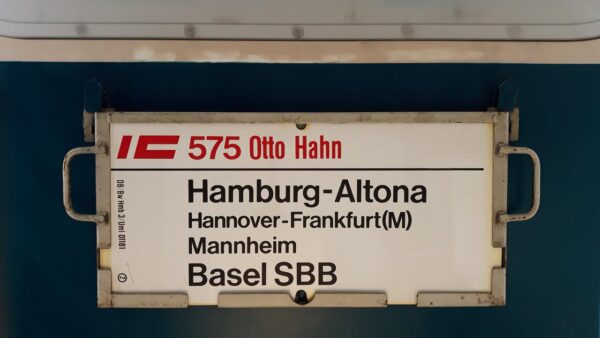 IC 575 Otto Hahn
Hamburg-Altona
Hannover-Frankfurt(M)
Mannheim
Basel SBB